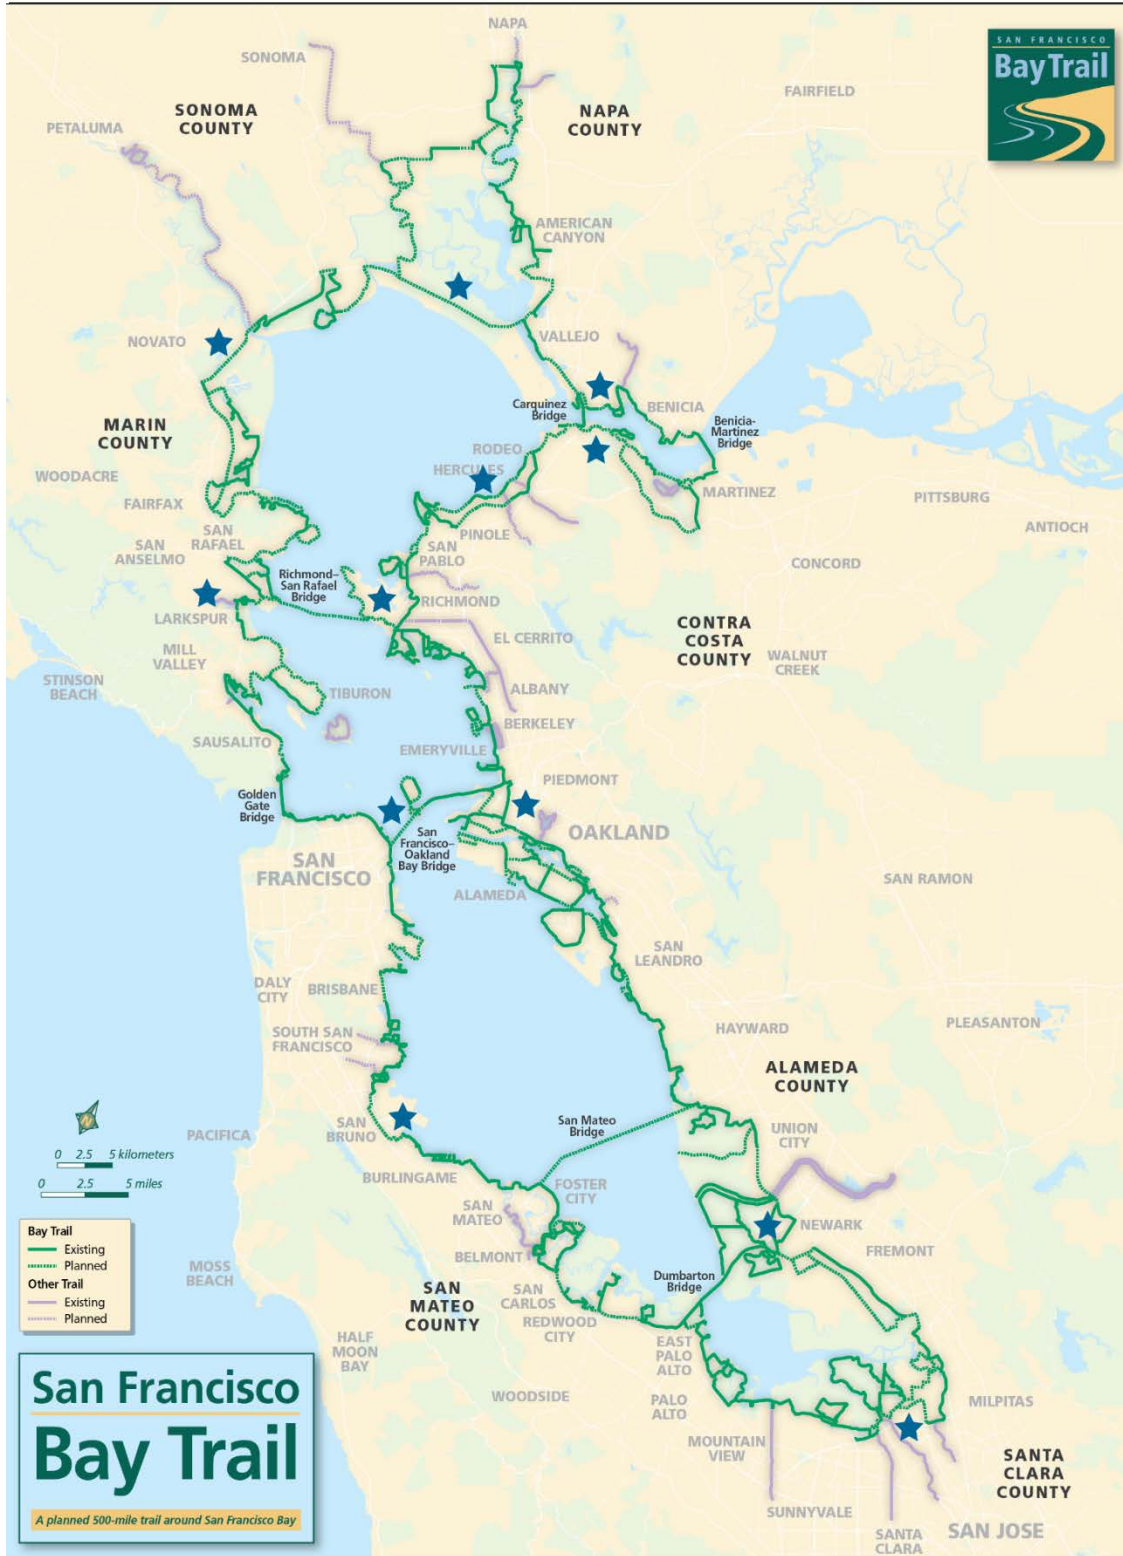 NAPA
SAN FRANCISCO
BayTrail
SONOMA
SONOMA
COUNTY
NAPA
COUNTY
FAIRFIELD
PETALUMA
AMERICAN
CANYON
NOVATO
VALLEJO
Carquinez
Bridge
BENICIA
Benicia-
Martinez
Bridge
MARIN
COUNTY
RODEO
HERCULES
WOODACRE
MARTINEZ
PITTSBURG
FAIRFAX
ANTIOCH
SAN
RAFAEL
SAN
ANSELMO
PINOLE
SAN
PABLO
CONCORD
Richmond–
San Rafael
Bridge
RICHMOND
LARKSPUR
EL CERRITO
CONTRA
COSTA
COUNTY
MILL
VALLEY
WALNUT
CREEK
STINSON
BEACH
TIBURON
ALBANY
BERKELEY
SAUSALITO
EMERYVILLE
PIEDMONT
Golden
Gate
Bridge
OAKLAND
San
Francisco–
Oakland
Bay Bridge
SAN
FRANCISCO
ALAMEDA
SAN RAMON
SAN
LEANDRO
DALY
CITY
BRISBANE
HAYWARD
PLEASANTON
SOUTH SAN
FRANCISCO
ALAMEDA
COUNTY
N
PACIFICA
SAN
BRUNO
San Mateo
Bridge
UNION
CITY
0 2.5 5 kilometers
0 2.5 5 miles
BURLINGAME
FOSTER
CITY
SAN
MATEO
NEWARK
Bay Trail
Existing
Planned
Other Trail
Existing
Planned
BELMONT
FREMONT
MOSS
BEACH
Dumbarton
Bridge
SAN
MATEO
COUNTY
SAN
CARLOS
REDWOOD
CITY
HALF
MOON
BAY
EAST
PALO
ALTO
WOODSIDE
PALO
ALTO
MILPITAS
MOUNTAIN
VIEW
SANTA
CLARA
COUNTY
SUNNYVALE
SANTA
CLARA
SAN JOSE
San Francisco
Bay Trail
A planned 500-mile trail around San Francisco Bay